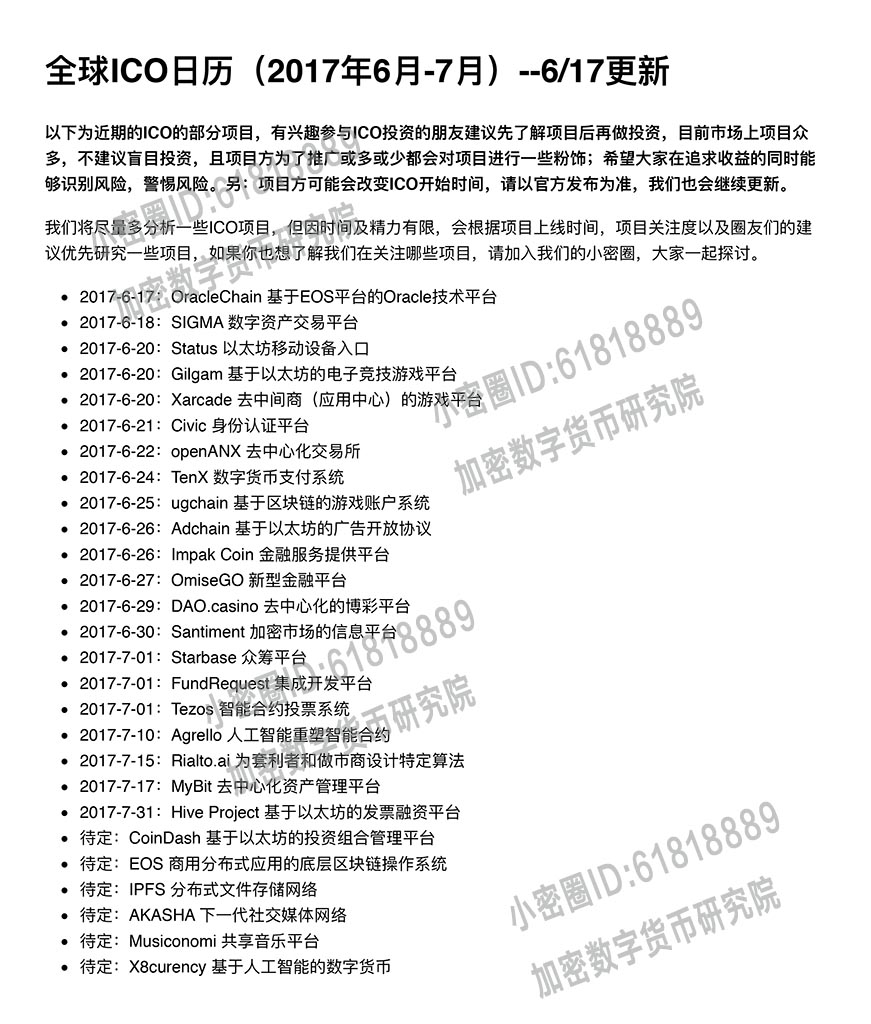 全球ICO日历（2017年6月-7月）--6/17更新
以下为近期的ICO的部分项目，有兴趣参与ICO投资的朋友建议先了解项目后再做投资，目前市场上项目众
多，不建议盲目投资，且项目方为了推广或多或少都会对项目进行一些粉饰；希望大家在追求收益的同时能
够识别风险，警惕风险。另：项目方可能会改变ICO开始时间，请以官方发布为准，我们也会继续更新。
我们将尽量多分析一些ICO项目，但因时间及精力有限，会根据项目上线时间，项目关注度以及圈友们的建
议优先研究一些项目，如果你也想了解我们在关注哪些项目，请加入我们的小密圈，大家一起探讨。
小密圈ID:61818889
加密数字货币研究院
• 2017-6-17：OracleChain 基于EOS平台的Oracle技术平台
• 2017-6-18：SIGMA 数字资产交易平台
• 2017-6-20：Status 以太坊移动设备入口
• 2017-6-20：Gilgam 基于以太坊的电子竞技游戏平台
• 2017-6-20：Xarcade 去中间商（应用中心）的游戏平台
• 2017-6-21：Civic 身份认证平台
• 2017-6-22：openANX 去中心化交易所
• 2017-6-24：TenX 数字货币支付系统
• 2017-6-25：ugchain 基于区块链的游戏账户系统
小密圈ID:61818889
加密数字货币研究院
• 2017-6-26：Adchain 基于以太坊的广告开放协议
• 2017-6-26：Impak Coin 金融服务提供平台
• 2017-6-27：OmiseGO 新型金融平台
• 2017-6-29：DAO.casino 去中心化的博彩平台
• 2017-6-30：Santiment 加密市场的信息平台
• 2017-7-01：Starbase 众筹平台
• 2017-7-01：FundRequest 集成开发平台
• 2017-7-01：Tezos 智能合约投票系统
• 2017-7-10：Agrello 人工智能重塑智能合约
• 2017-7-15：Rialto.ai 为套利者和做市商设计特定算法
小密圈ID:61818889
加密数字货币研究院
• 2017-7-17：MyBit 去中心化资产管理平台
• 2017-7-31：Hive Project 基于以太坊的发票融资平台
• 待定：CoinDash 基于以太坊的投资组合管理平台
• 待定：EOS 商用分布式应用的底层区块链操作系统
• 待定：IPFS 分布式文件存储网络
• 待定：AKASHA 下一代社交媒体网络
• 待定：Musiconomi 共享音乐平台
• 待定：X8curency 基于人工智能的数字货币
小密圈ID:61818889
加密数字货币研究院